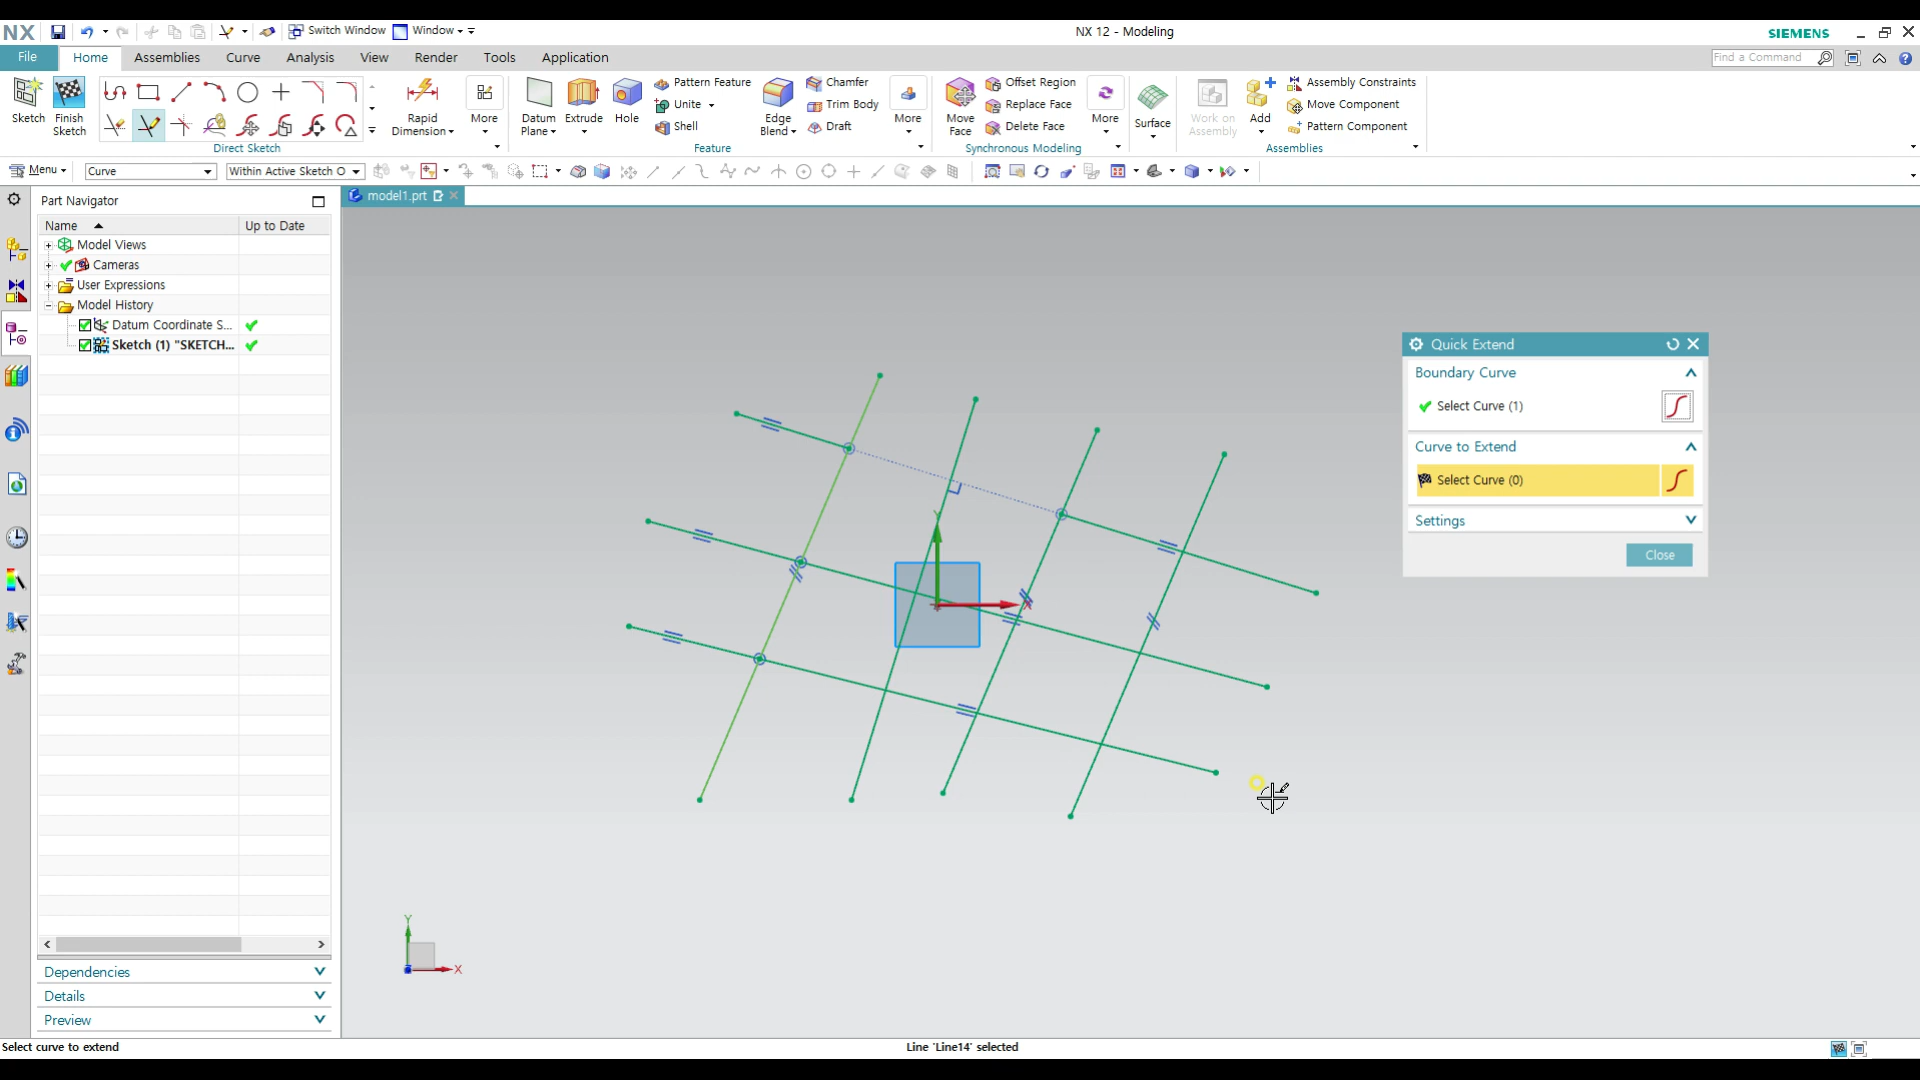 NX Switch Window Window NX 12 - Modeling SIEMENS
File Home Assemblies Curve Analysis View Render Tools Application Find a Command
Sketch
Finish
Sketch
Direct Sketch
Rapid
Dimension
More
Datum
Plane
Extrude
Hole
Pattern Feature
Unite
Shell
Edge
Blend
Chamfer
Trim Body
Draft
More
Feature
Move
Face
Offset Region
Replace Face
Delete Face
More
Synchronous Modeling
Surface
Work on
Assembly
Add
Assembly Constraints
Move Component
Pattern Component
Assemblies
Menu Curve Within Active Sketch O
Part Navigator
model1.prt
Name Up to Date
Model Views
Cameras
User Expressions
Model History
Datum Coordinate S...
Sketch (1) "SKETCH...
Quick Extend
Boundary Curve
Select Curve (1)
Curve to Extend
Select Curve (0)
Settings
Close
Y
X
Y
X
Dependencies
Details
Preview
Select curve to extend Line 'Line14' selected